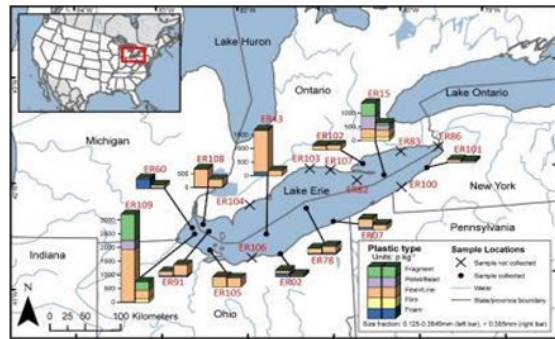 Lake Huron
Ontario
Lake Ontario
Michigan
ER43
ER15
ER102
ER83
ER86
ER101
ER60
ER108
ER103
ER107
ER82
ER100
New York
ER109
ER104
Lake Erie
ER07
Pennsylvania
Indiana
ER106
ER78
ER91
ER105
ER02
Ohio
N
0
100 Kilometers
Plastic type
Units: p kg⁻¹
Fragment
Pellet/Bead
Fiber/Line
Film
Foam
Sample Locations
Sample not collected
Sample collected
Water
State/province boundary